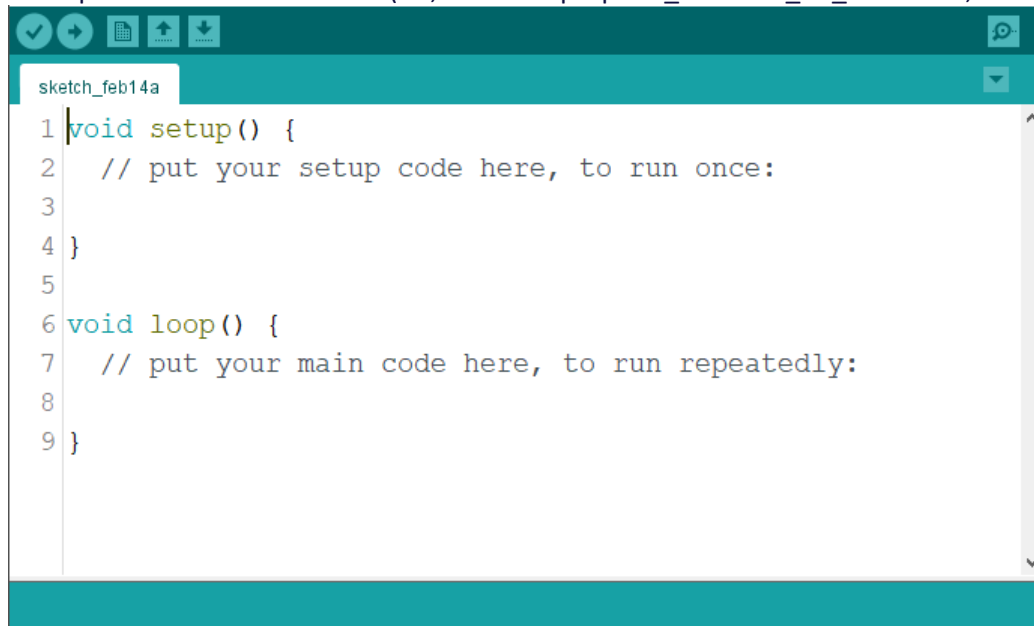 sketch_feb14a
1 void setup() {
2   // put your setup code here, to run once:
3
4 }
5
6 void loop() {
7   // put your main code here, to run repeatedly:
8
9 }